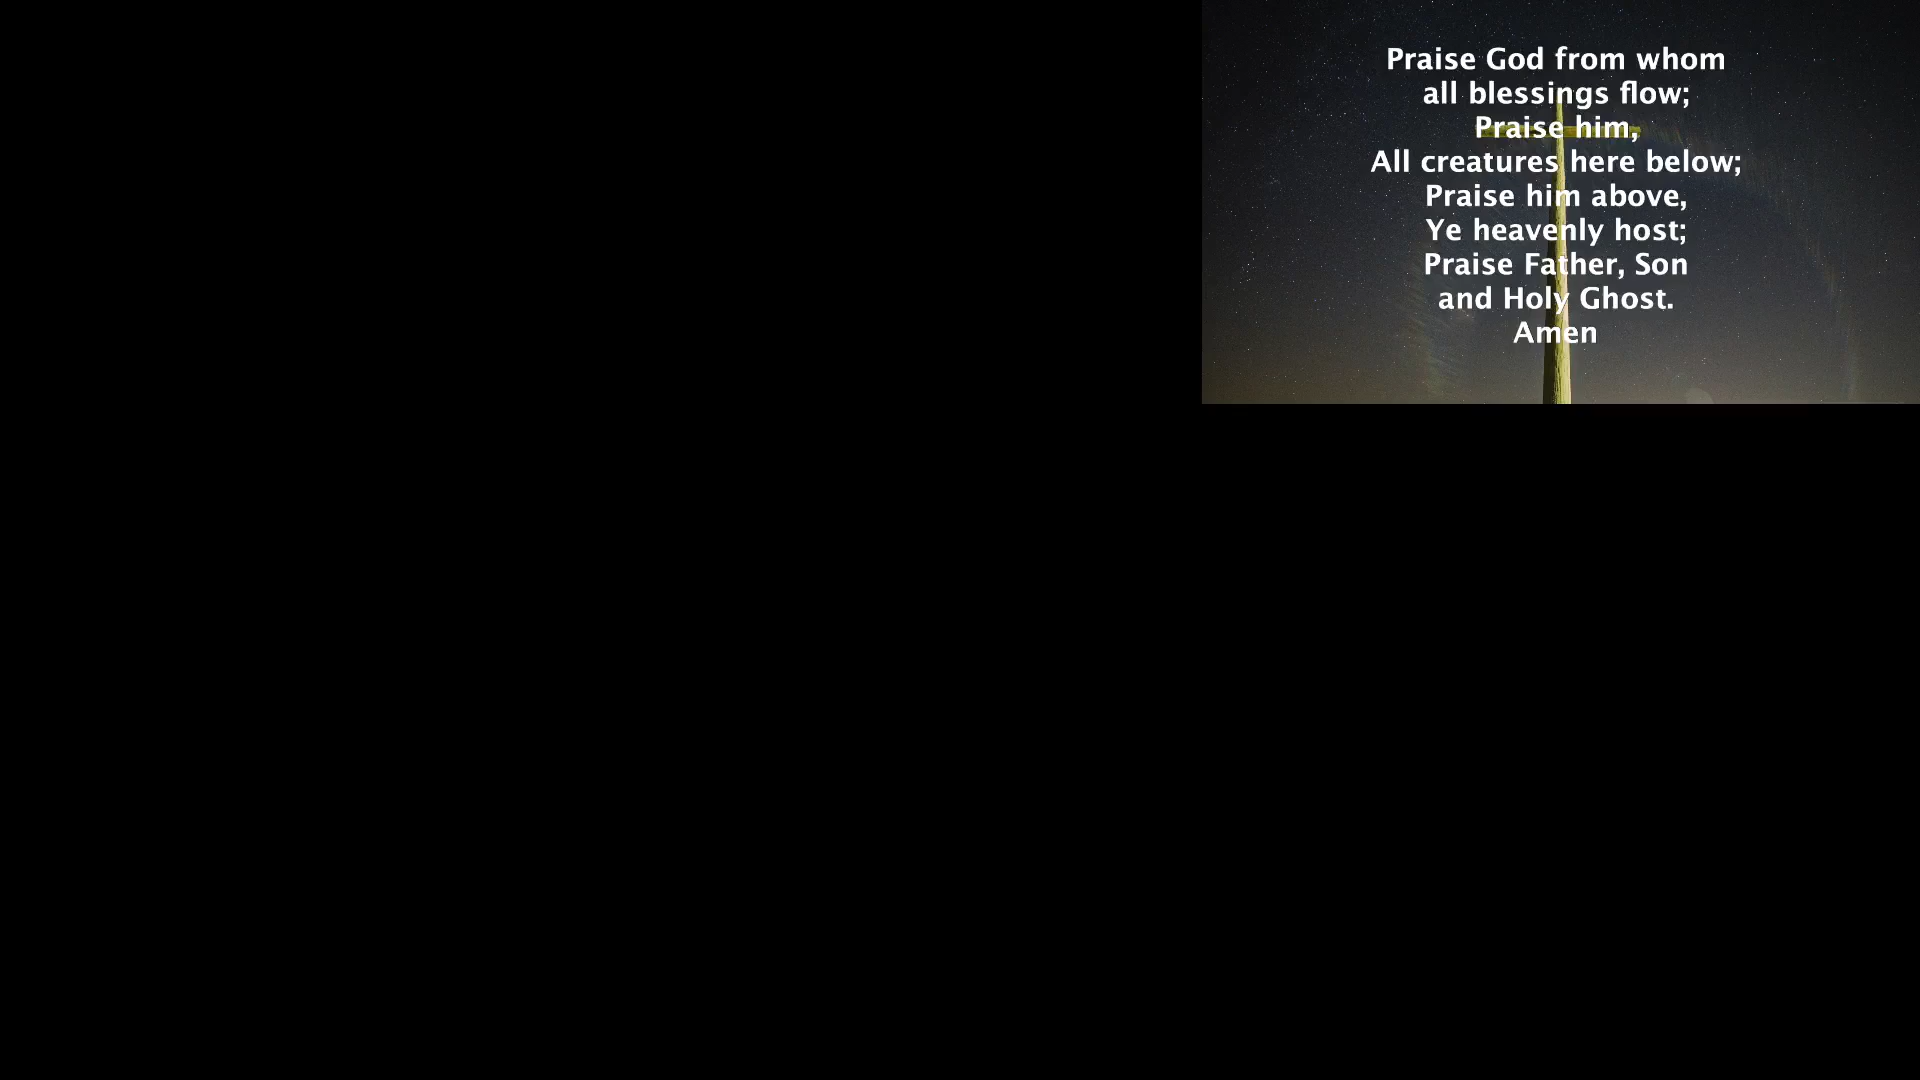 Praise God from whom
all blessings flow;
Praise him,
All creatures here below;
Praise him above,
Ye heavenly host;
Praise Father, Son
and Holy Ghost.
Amen